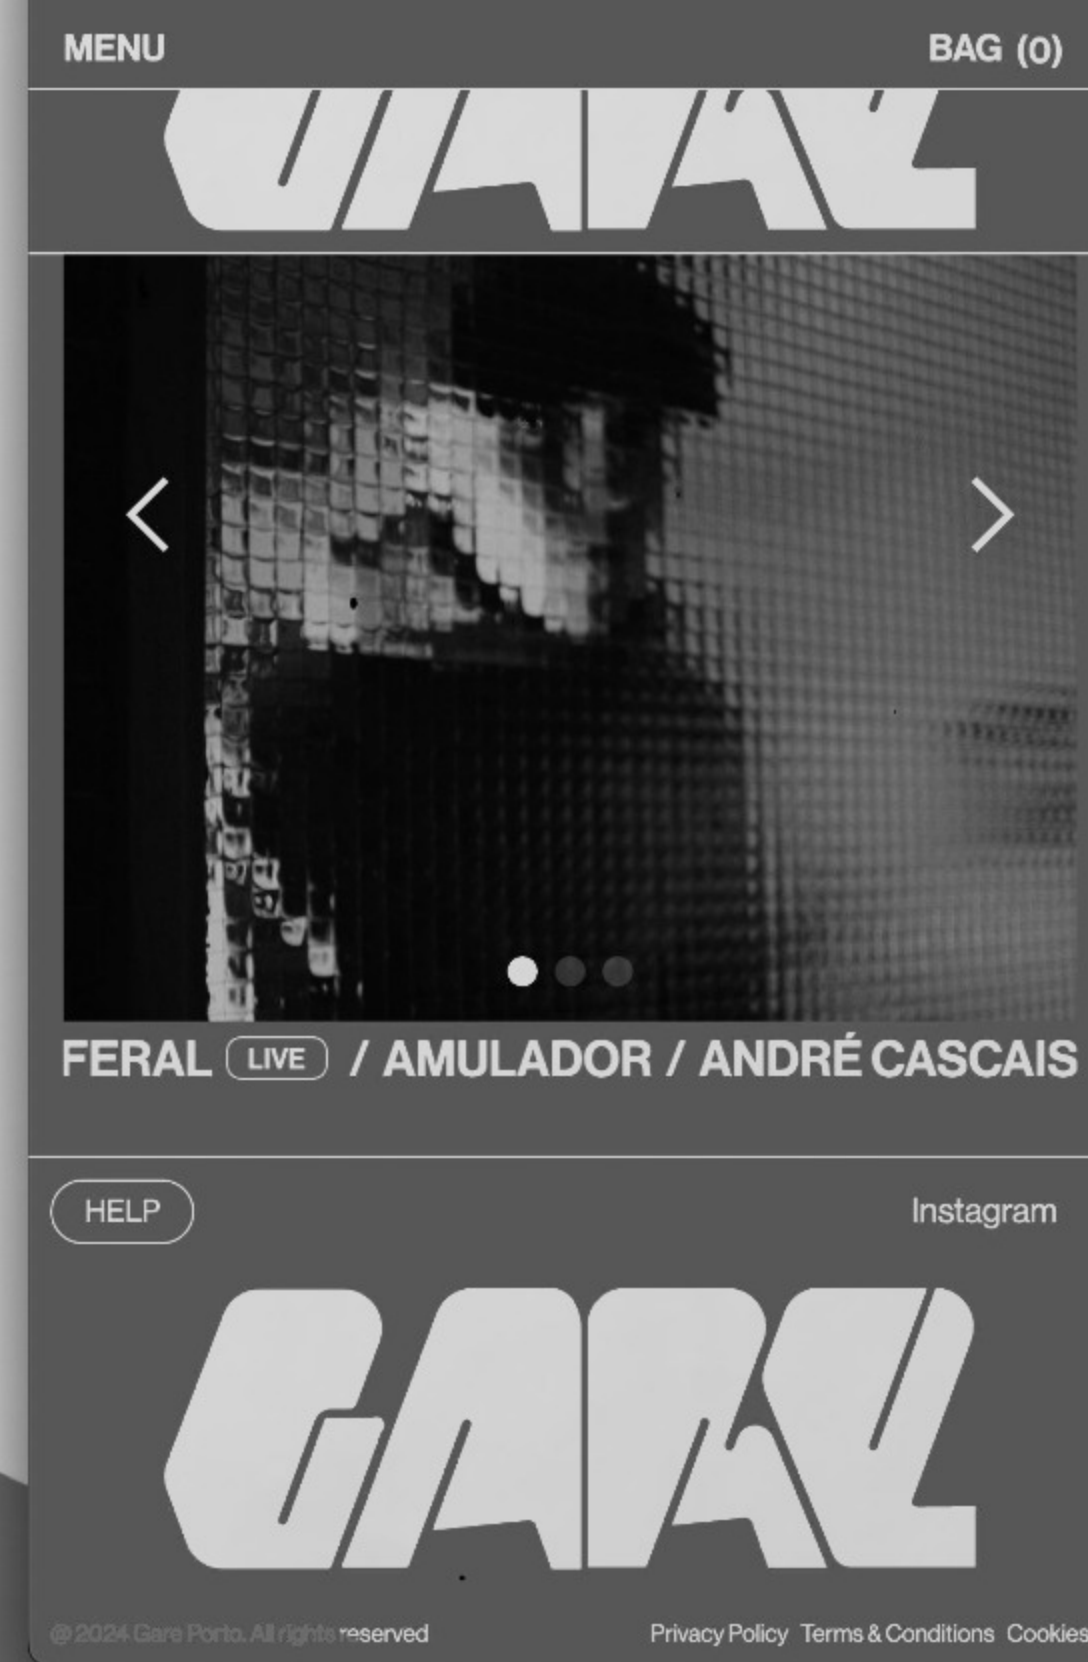 MENU BAG (0)
GARE
FERAL LIVE / AMULADOR / ANDRÉ CASCAIS
HELP Instagram
GARE
@ 2024 Gare Porto. All rights reserved Privacy Policy Terms & Conditions Cookies